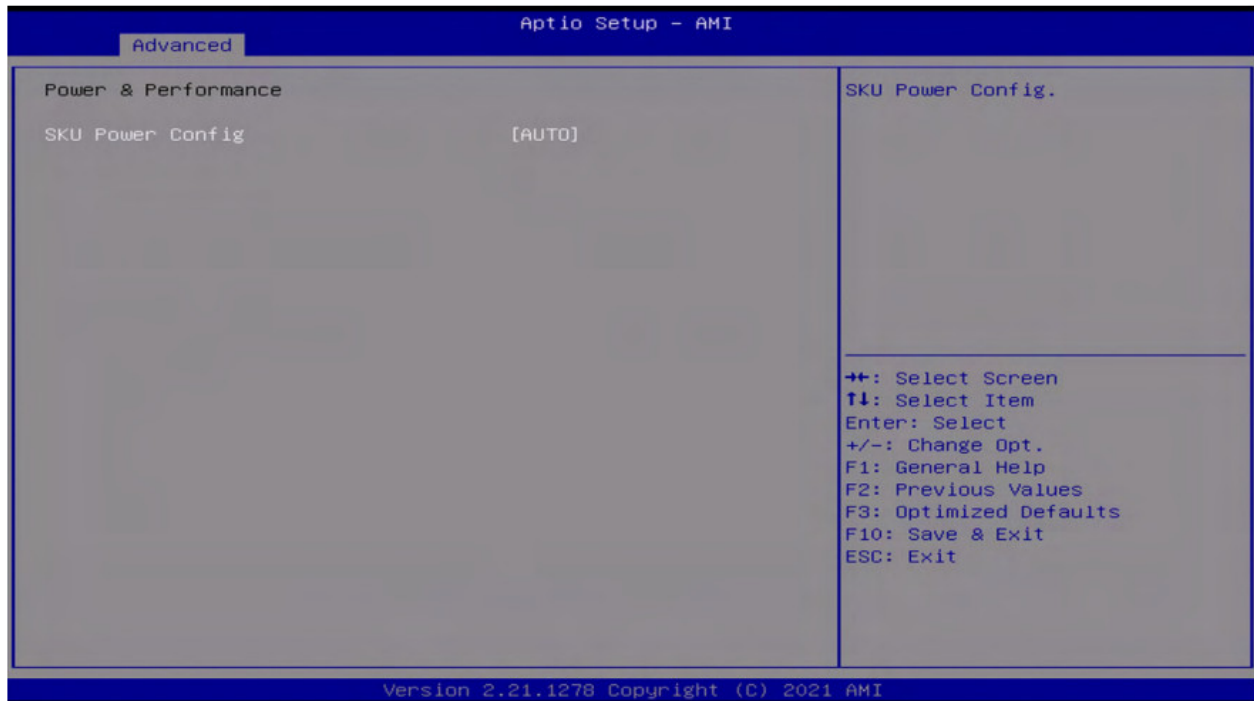 Aptio Setup – AMI
Advanced
Power & Performance
SKU Power Config [AUTO]
SKU Power Config.
→←: Select Screen
↑↓: Select Item
Enter: Select
+/-: Change Opt.
F1: General Help
F2: Previous Values
F3: Optimized Defaults
F10: Save & Exit
ESC: Exit
Version 2.21.1278 Copyright (C) 2021 AMI